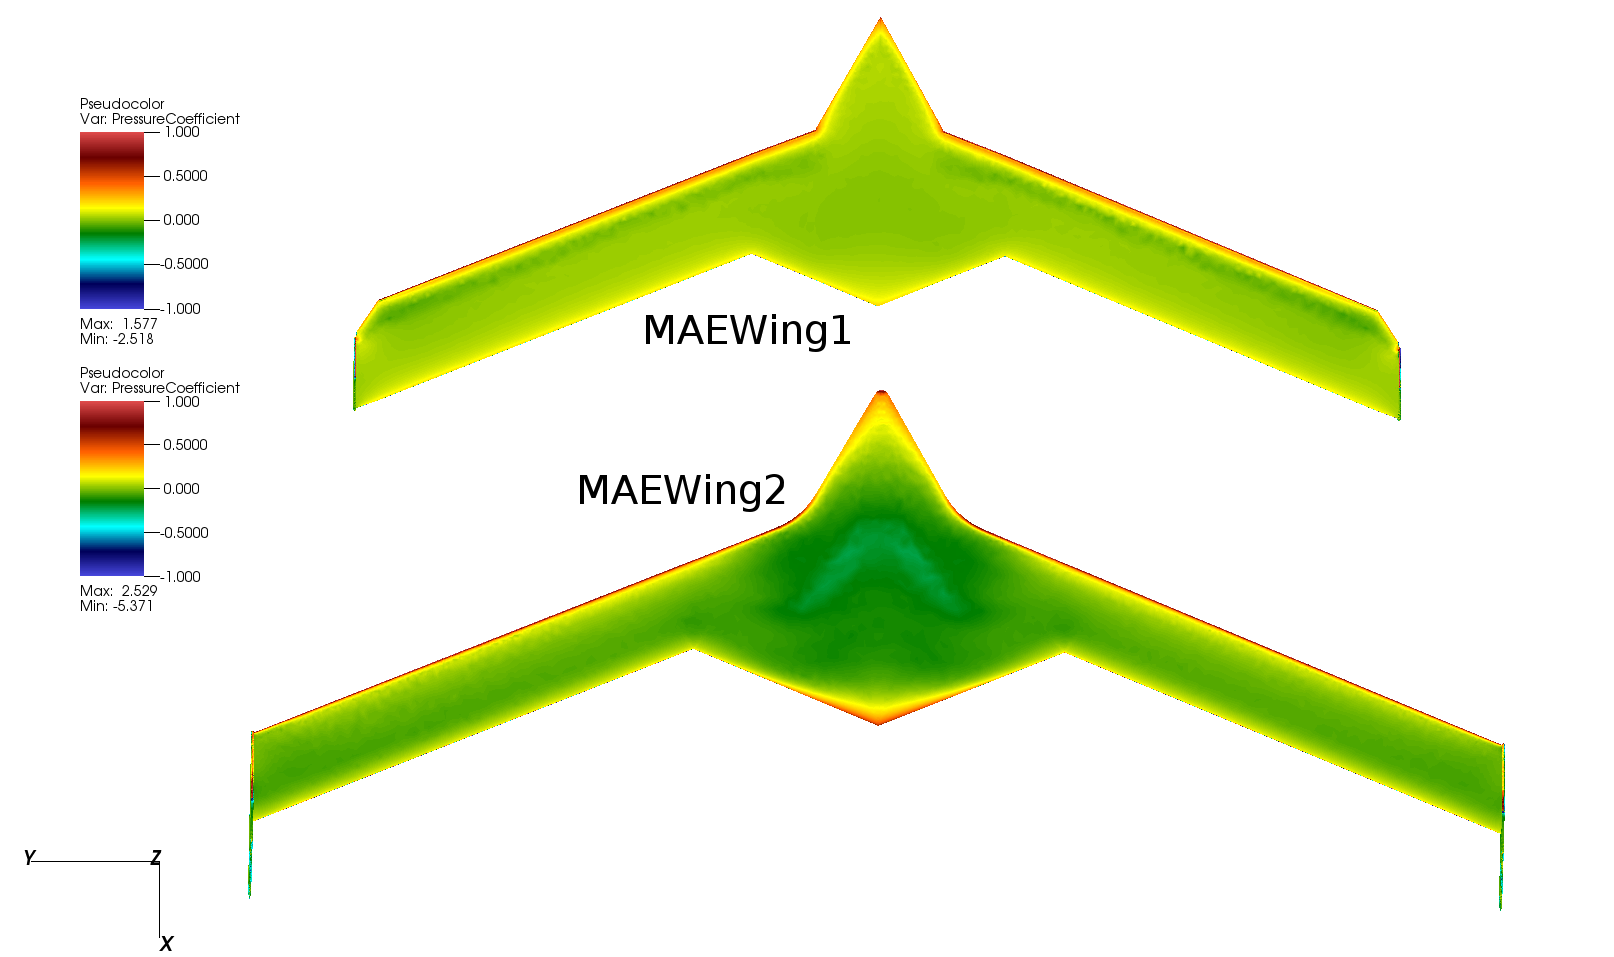 Pseudocolor
Var: PressureCoefficient
1.000
0.5000
0.000
-0.5000
-1.000
Max: 1.577
Min: -2.518
MAEWing1
Pseudocolor
Var: PressureCoefficient
1.000
0.5000
0.000
-0.5000
-1.000
Max: 2.529
Min: -5.371
MAEWing2
Y Z
X